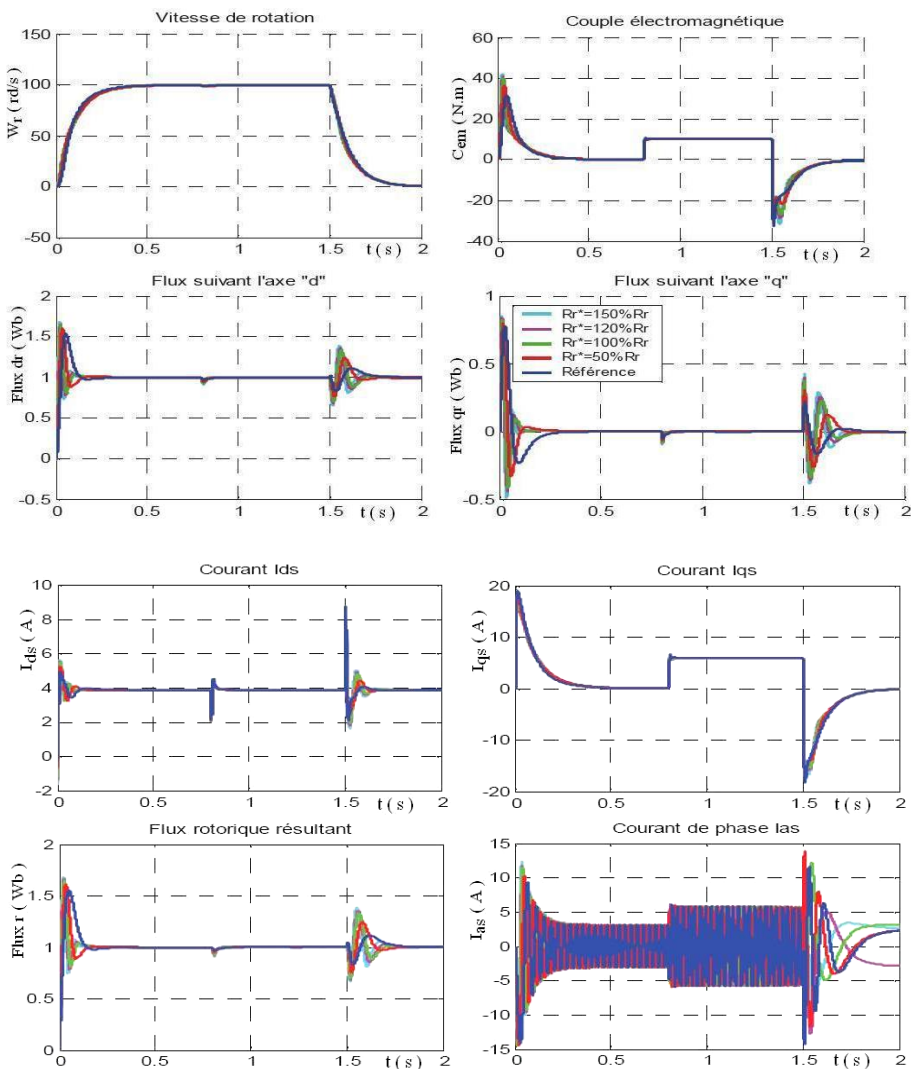 Vitesse de rotation
150
100
50
0
-50
Wr ( rd/s )
0
0.5
1
1.5
2
t ( s )
Couple électromagnétique
60
40
20
0
-20
-40
Cem ( N.m )
0
0.5
1
1.5
2
t ( s )
Flux suivant l'axe "d"
2
1.5
1
0.5
0
-0.5
Flux dr ( Wb )
0
0.5
1
1.5
2
t ( s )
Flux suivant l'axe "q"
1
0.5
0
-0.5
Flux qr ( Wb )
Rr*=150%Rr
Rr*=120%Rr
Rr*=100%Rr
Rr*=50%Rr
Référence
0
0.5
1
1.5
2
t ( s )
Courant Ids
10
8
6
4
2
0
-2
Ids ( A )
0
0.5
1
1.5
2
t ( s )
Courant Iqs
20
10
0
-10
-20
Iqs ( A )
0
0.5
1
1.5
2
t ( s )
Flux rotorique résultant
2
1.5
1
0.5
0
Flux r ( Wb )
0
0.5
1
1.5
2
t ( s )
Courant de phase Ias
15
10
5
0
-5
-10
-15
Ias ( A )
0
0.5
1
1.5
2
t ( s )